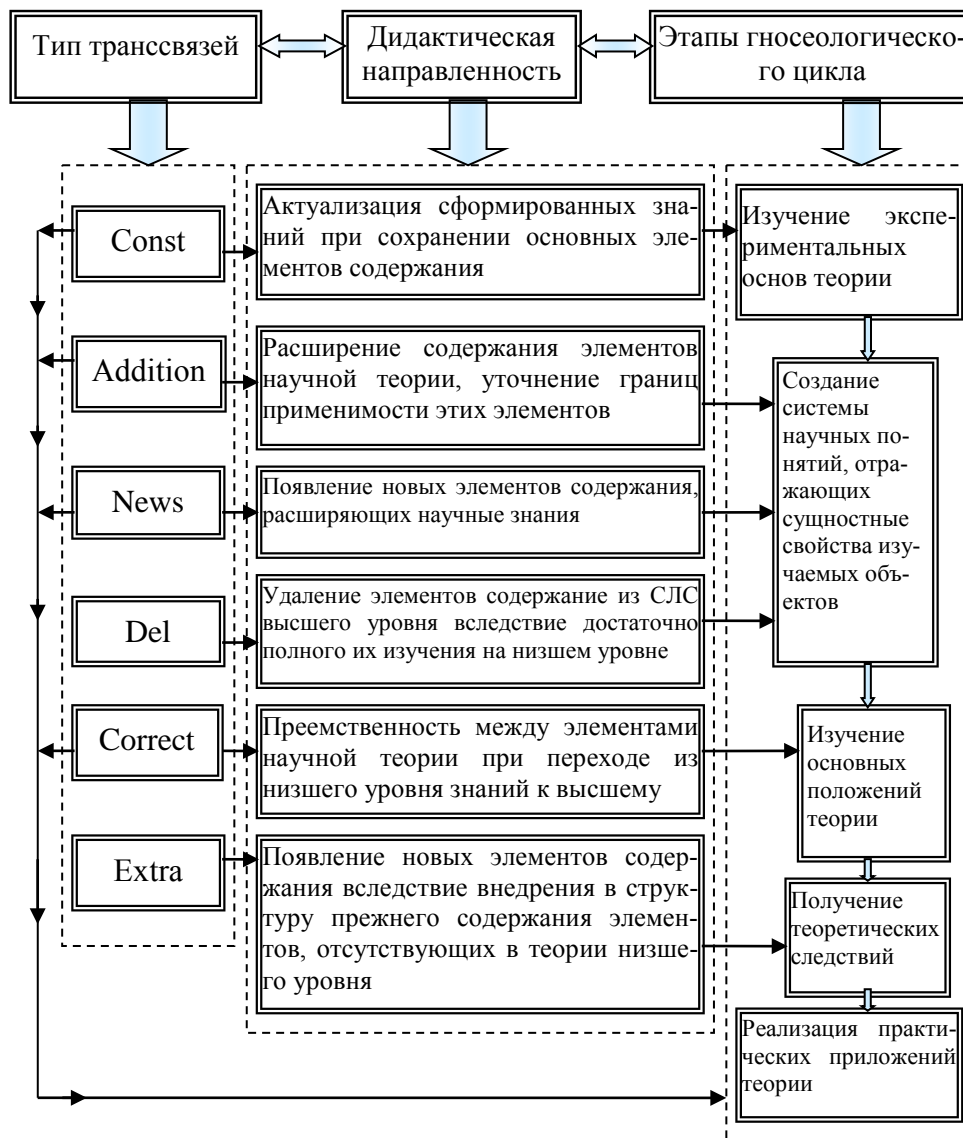 Тип транссвязей
Дидактическая
направленность
Этапы гносеологическо-
го цикла
Const
Актуализация сформированных зна-
ний при сохранении основных эле-
ментов содержания
Изучение экспе-
риментальных
основ теории
Addition
Расширение содержания элементов
научной теории, уточнение границ
применимости этих элементов
Создание
системы
научных по-
нятий, отра-
жающих
сущностные
свойства изу-
чаемых объ-
ектов
News
Появление новых элементов содержания,
расширяющих научные знания
Del
Удаление элементов содержание из СЛС
высшего уровня вследствие достаточно
полного их изучения на низшем уровне
Correct
Преемственность между элементами
научной теории при переходе из
низшего уровня знаний к высшему
Изучение
основных
положений
теории
Extra
Появление новых элементов содер-
жания вследствие внедрения в струк-
туру прежнего содержания элемен-
тов, отсутствующих в теории низше-
го уровня
Получение
теоретических
следствий
Реализация практи-
ческих приложений
теории